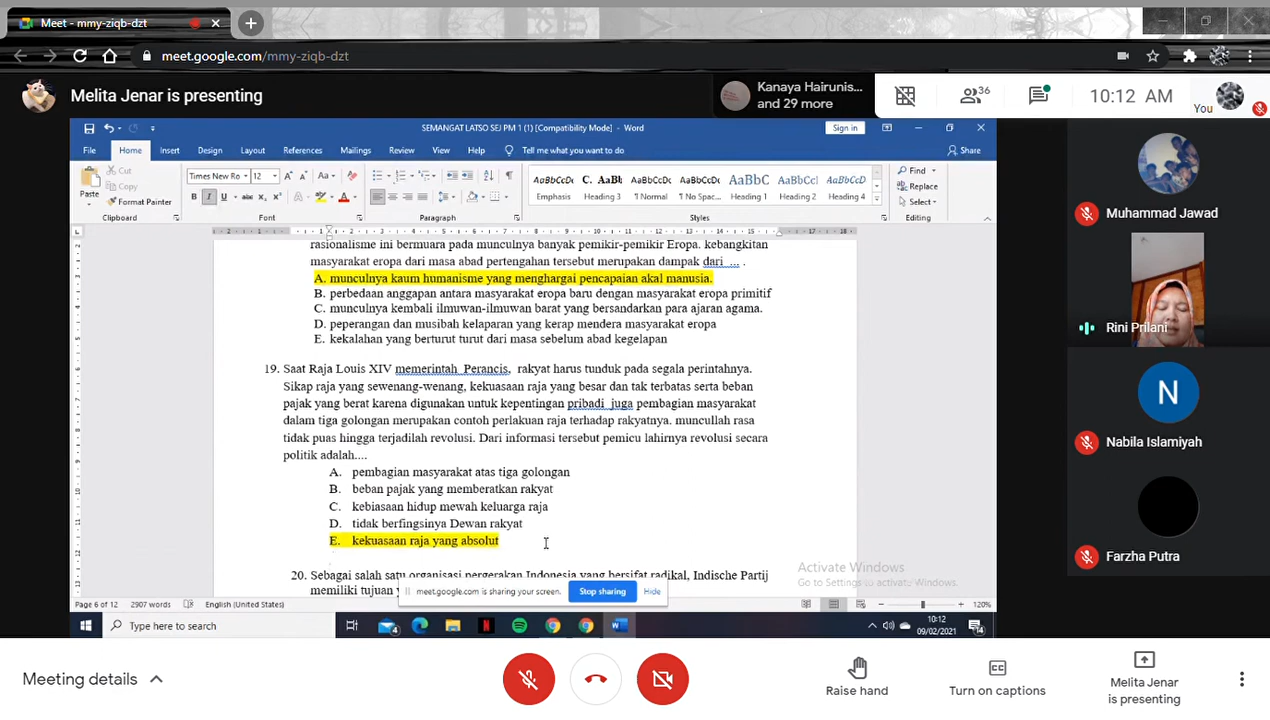 Meet - mmy-ziqb-dzt
meet.google.com/mmy-ziqb-dzt
Melita Jenar is presenting
Kanaya Hairunis...
and 29 more
36
10:12 AM
You
SEMANGAT LATSO SEJ PM 1 (1) [Compatibility Mode] - Word
Sign in
File Home Insert Design Layout References Mailings Review View Help Tell me what you want to do
Share
Paste
Cut
Copy
Format Painter
Times New Ro 12
AaBbCcDc C. AaBb AaBbCcDc AaBbCcDc AaBbC AaBbCcI AaBbCcD
Emphasis Heading 3 ¶ Normal ¶ No Spac... Heading 1 Heading 2 Heading 4
Find
Replace
Select
Clipboard Font Paragraph Styles Editing
rasionalisme ini bermuara pada munculnya banyak pemikir-pemikir Eropa. kebangkitan
masyarakat eropa dari masa abad pertengahan tersebut merupakan dampak dari ... .
A. munculnya kaum humanisme yang menghargai pencapaian akal manusia.
B. perbedaan anggapan antara masyarakat eropa baru dengan masyarakat eropa primitif
C. munculnya kembali ilmuwan-ilmuwan barat yang bersandarkan para ajaran agama.
D. peperangan dan musibah kelaparan yang kerap mendera masyarakat eropa
E. kekalahan yang berturut turut dari masa sebelum abad kegelapan
19. Saat Raja Louis XIV memerintah Perancis, rakyat harus tunduk pada segala perintahnya.
Sikap raja yang sewenang-wenang, kekuasaan raja yang besar dan tak terbatas serta beban
pajak yang berat karena digunakan untuk kepentingan pribadi juga pembagian masyarakat
dalam tiga golongan merupakan contoh perlakuan raja terhadap rakyatnya. muncullah rasa
tidak puas hingga terjadilah revolusi. Dari informasi tersebut pemicu lahirnya revolusi secara
politik adalah....
A. pembagian masyarakat atas tiga golongan
B. beban pajak yang memberatkan rakyat
C. kebiasaan hidup mewah keluarga raja
D. tidak berfingsinya Dewan rakyat
E. kekuasaan raja yang absolut
20. Sebagai salah satu organisasi pergerakan Indonesia yang bersifat radikal, Indische Partij
memiliki tujuan
Activate Windows
Go to Settings to activate Windows.
meet.google.com is sharing your screen. Stop sharing Hide
Page 6 of 12 2907 words English (United States) 120%
Type here to search
10:12
09/02/2021
Muhammad Jawad
Rini Prilani
N
Nabila Islamiyah
Farzha Putra
Meeting details
Raise hand
Turn on captions
Melita Jenar
is presenting